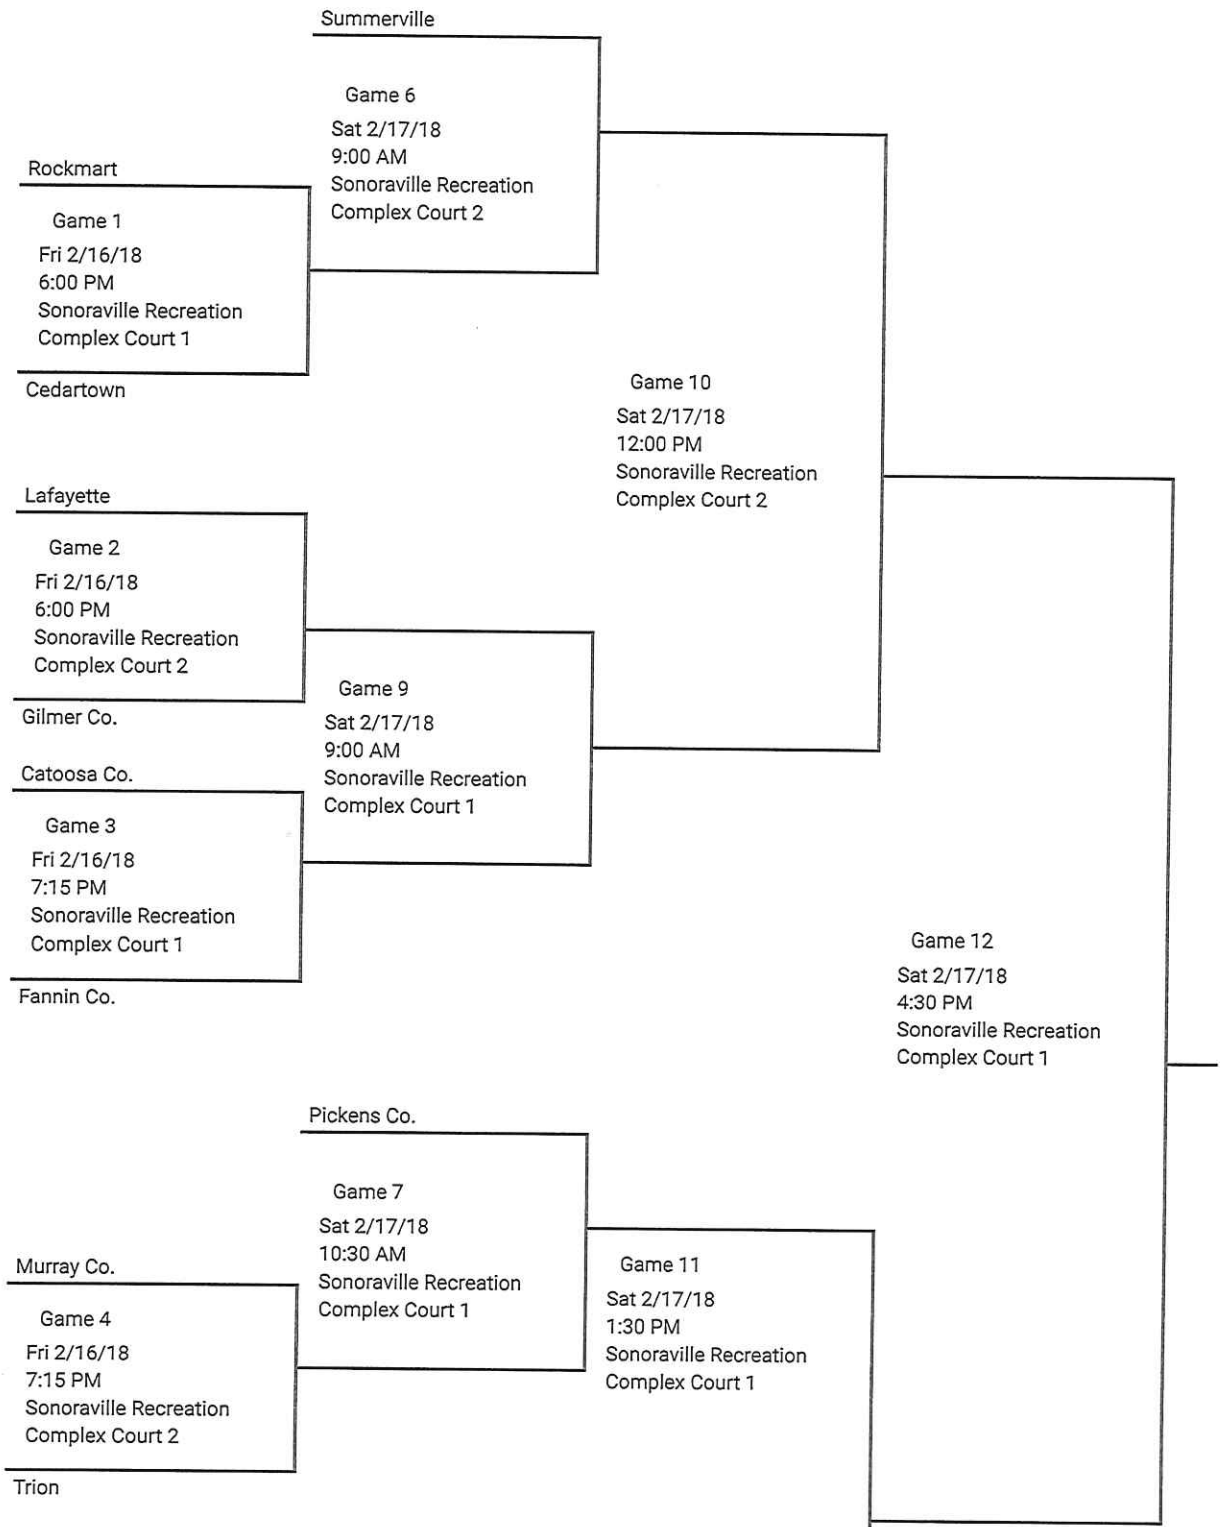 Summerville
Game 6
Sat 2/17/18
9:00 AM
Sonoraville Recreation
Complex Court 2
Rockmart
Game 1
Fri 2/16/18
6:00 PM
Sonoraville Recreation
Complex Court 1
Cedartown
Game 10
Sat 2/17/18
12:00 PM
Sonoraville Recreation
Complex Court 2
Lafayette
Game 2
Fri 2/16/18
6:00 PM
Sonoraville Recreation
Complex Court 2
Gilmer Co.
Game 9
Sat 2/17/18
9:00 AM
Sonoraville Recreation
Complex Court 1
Catoosa Co.
Game 3
Fri 2/16/18
7:15 PM
Sonoraville Recreation
Complex Court 1
Fannin Co.
Game 12
Sat 2/17/18
4:30 PM
Sonoraville Recreation
Complex Court 1
Pickens Co.
Game 7
Sat 2/17/18
10:30 AM
Sonoraville Recreation
Complex Court 1
Game 11
Sat 2/17/18
1:30 PM
Sonoraville Recreation
Complex Court 1
Murray Co.
Game 4
Fri 2/16/18
7:15 PM
Sonoraville Recreation
Complex Court 2
Trion